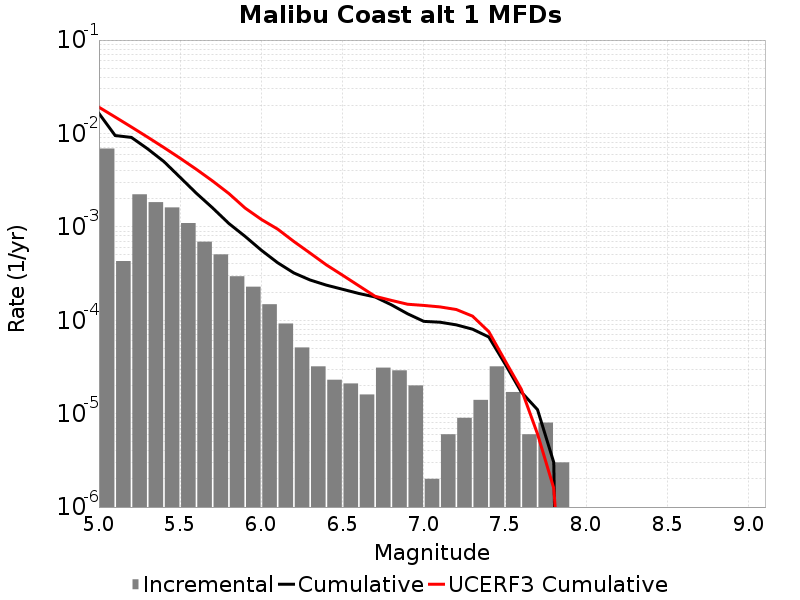 Malibu Coast alt 1 MFDs
10-1
10-2
10-3
10-4
10-5
10-6
Rate (1/yr)
5.0 5.5 6.0 6.5 7.0 7.5 8.0 8.5 9.0
Magnitude
Incremental Cumulative UCERF3 Cumulative